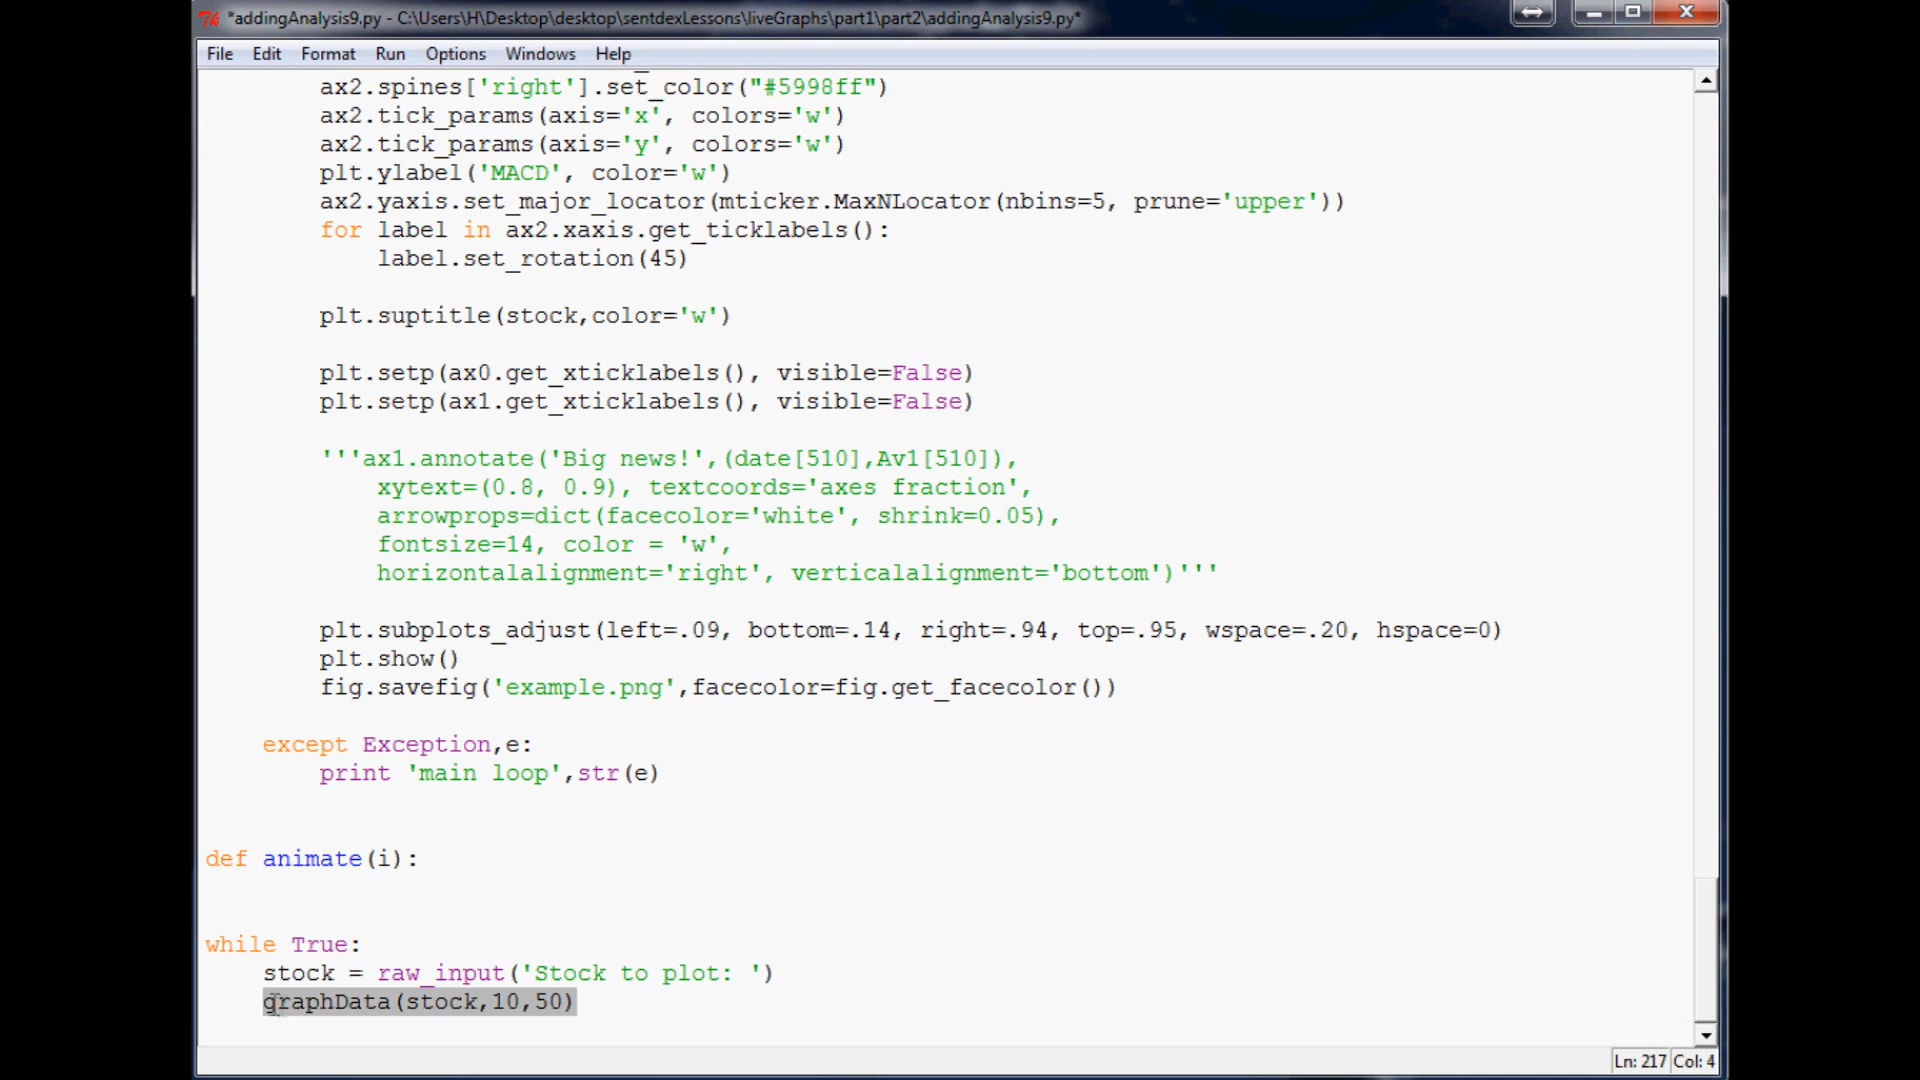 *addingAnalysis9.py - C:\Users\H\Desktop\desktop\sentdexLessons\liveGraphs\part1\part2\addingAnalysis9.py*
File Edit Format Run Options Windows Help
ax2.spines['right'].set_color("#5998ff")
ax2.tick_params(axis='x', colors='w')
ax2.tick_params(axis='y', colors='w')
plt.ylabel('MACD', color='w')
ax2.yaxis.set_major_locator(mticker.MaxNLocator(nbins=5, prune='upper'))
for label in ax2.xaxis.get_ticklabels():
label.set_rotation(45)
plt.suptitle(stock,color='w')
plt.setp(ax0.get_xticklabels(), visible=False)
plt.setp(ax1.get_xticklabels(), visible=False)
'''ax1.annotate('Big news!',(date[510],Av1[510]),
xytext=(0.8, 0.9), textcoords='axes fraction',
arrowprops=dict(facecolor='white', shrink=0.05),
fontsize=14, color = 'w',
horizontalalignment='right', verticalalignment='bottom')'''
plt.subplots_adjust(left=.09, bottom=.14, right=.94, top=.95, wspace=.20, hspace=0)
plt.show()
fig.savefig('example.png',facecolor=fig.get_facecolor())
except Exception,e:
print 'main loop',str(e)
def animate(i):
while True:
stock = raw_input('Stock to plot: ')
graphData(stock,10,50)
Ln: 217 Col: 4